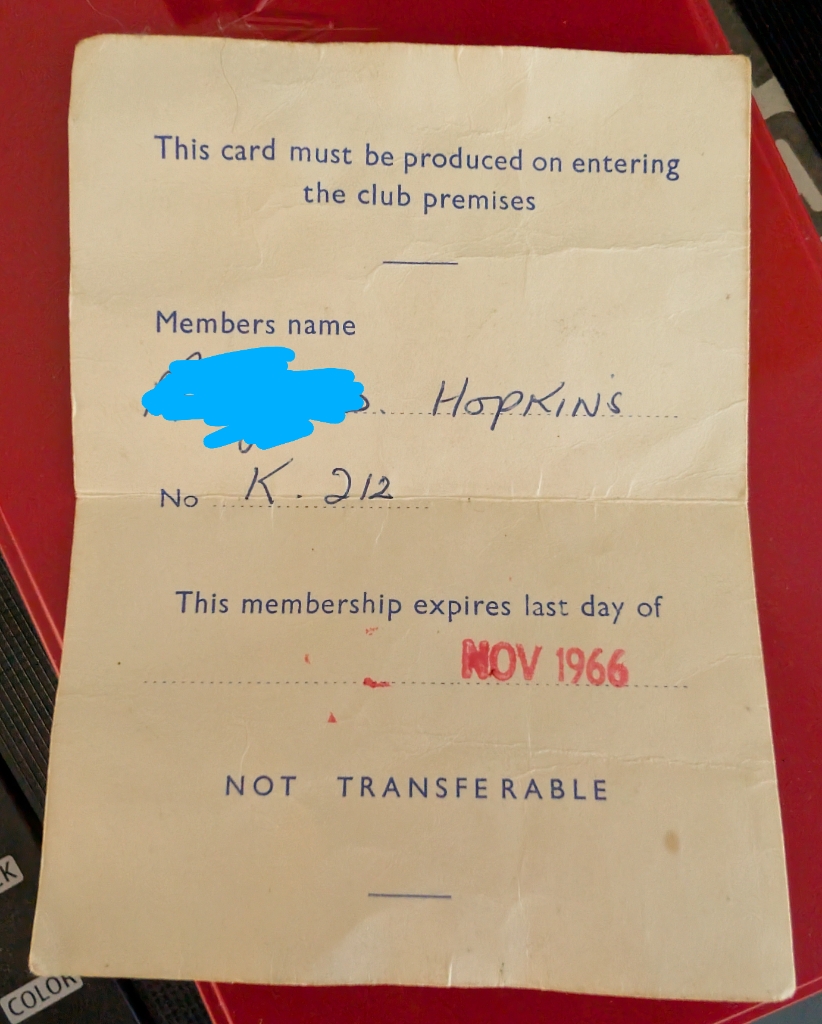 This card must be produced on entering
the club premises
Members name
HOPKINS
No K. 212
This membership expires last day of
NOV 1966
NOT TRANSFERABLE
COLOR